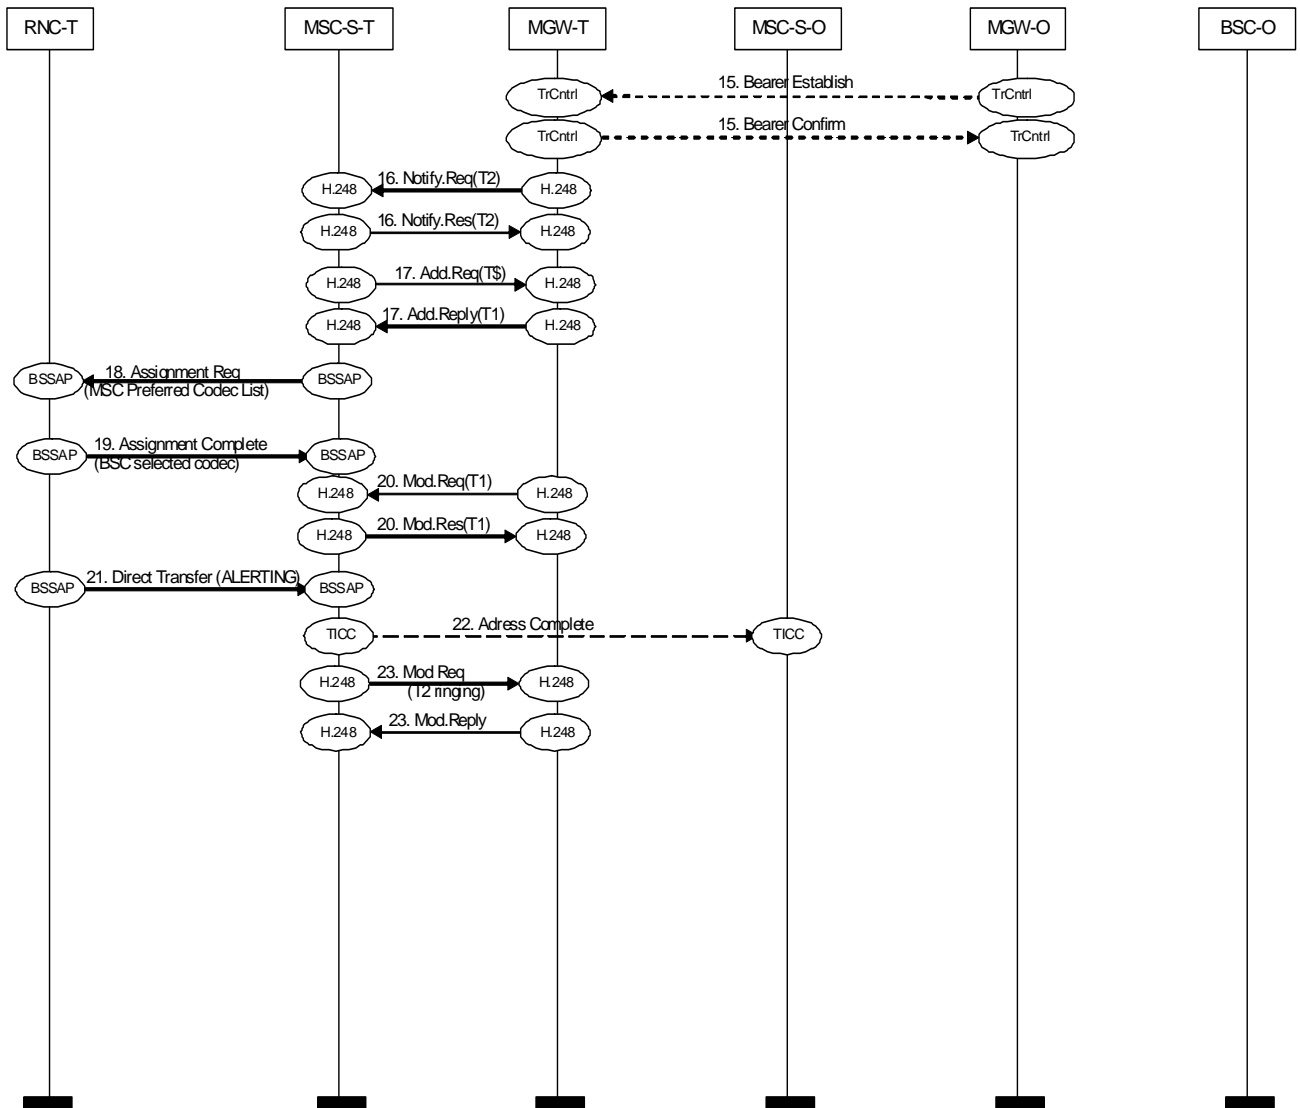 RNC-T MSC-S-T MGW-T MSC-S-O MGW-O BSC-O
TrCntrl 15. Bearer Establish TrCntrl
TrCntrl 15. Bearer Confirm TrCntrl
H.248 16. Notify.Req(T2) H.248
H.248 16. Notify.Res(T2) H.248
H.248 17. Add.Req(T$) H.248
H.248 17. Add.Reply(T1) H.248
BSSAP 18. Assignment Req BSSAP
(MSC Preferred Codec List)
BSSAP 19. Assignment Complete BSSAP
(BSC selected codec)
H.248 20. Mod.Req(T1) H.248
H.248 20. Mod.Res(T1) H.248
BSSAP 21. Direct Transfer (ALERTING) BSSAP
TICC 22. Adress Complete TICC
H.248 23. Mod Req H.248
(T2 ringing)
H.248 23. Mod.Reply H.248